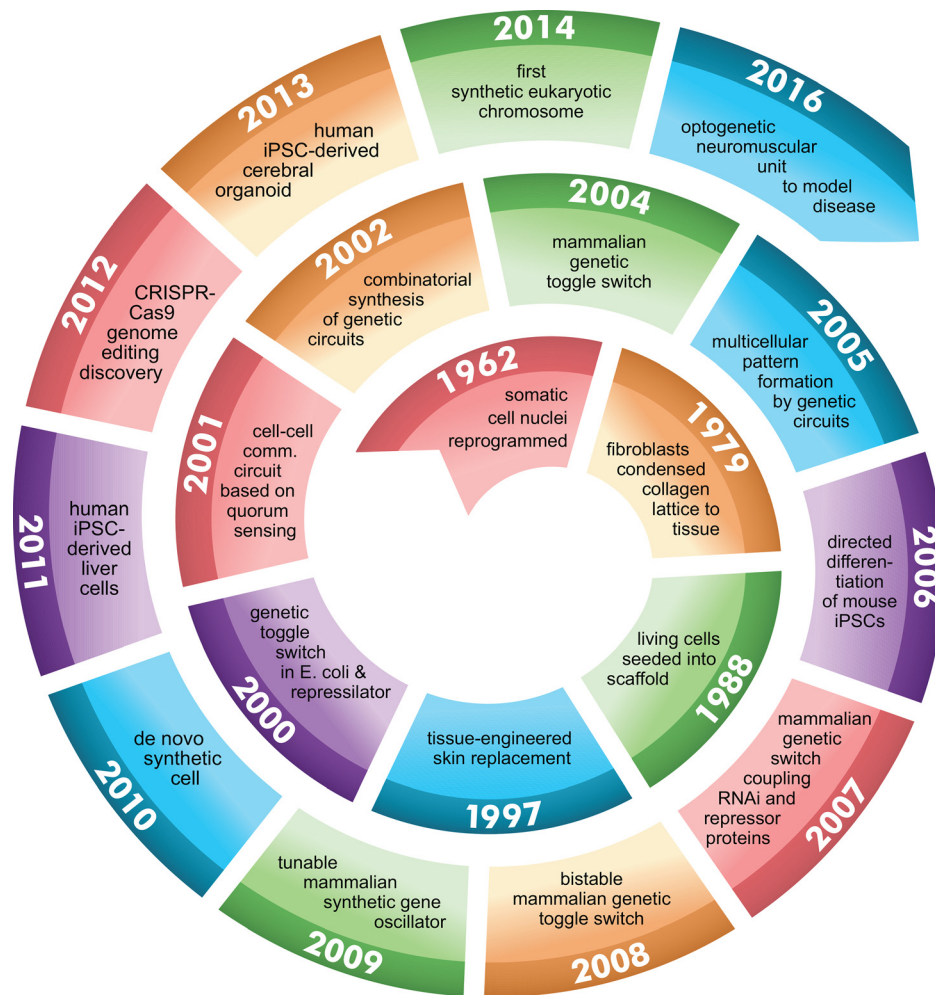 1962
somatic
cell nuclei
reprogrammed
1979
fibroblasts
condensed
collagen
lattice to
tissue
1988
living cells
seeded into
scaffold
1997
tissue-engineered
skin replacement
2000
genetic
toggle
switch
in E. coli &
repressilator
2001
cell-cell
comm.
circuit
based on
quorum
sensing
2002
combinatorial
synthesis
of genetic
circuits
2004
mammalian
genetic
toggle switch
2005
multicellular
pattern
formation
by genetic
circuits
2006
directed
differen-
tiation
of mouse
iPSCs
2007
mammalian
genetic
switch
coupling
RNAi and
repressor
proteins
2008
bistable
mammalian genetic
toggle switch
2009
tunable
mammalian
synthetic gene
oscillator
2010
de novo
synthetic
cell
2011
human
iPSC-
derived
liver
cells
2012
CRISPR-
Cas9
genome
editing
discovery
2013
human
iPSC-derived
cerebral
organoid
2014
first
synthetic eukaryotic
chromosome
2016
optogenetic
neuromuscular
unit
to model
disease